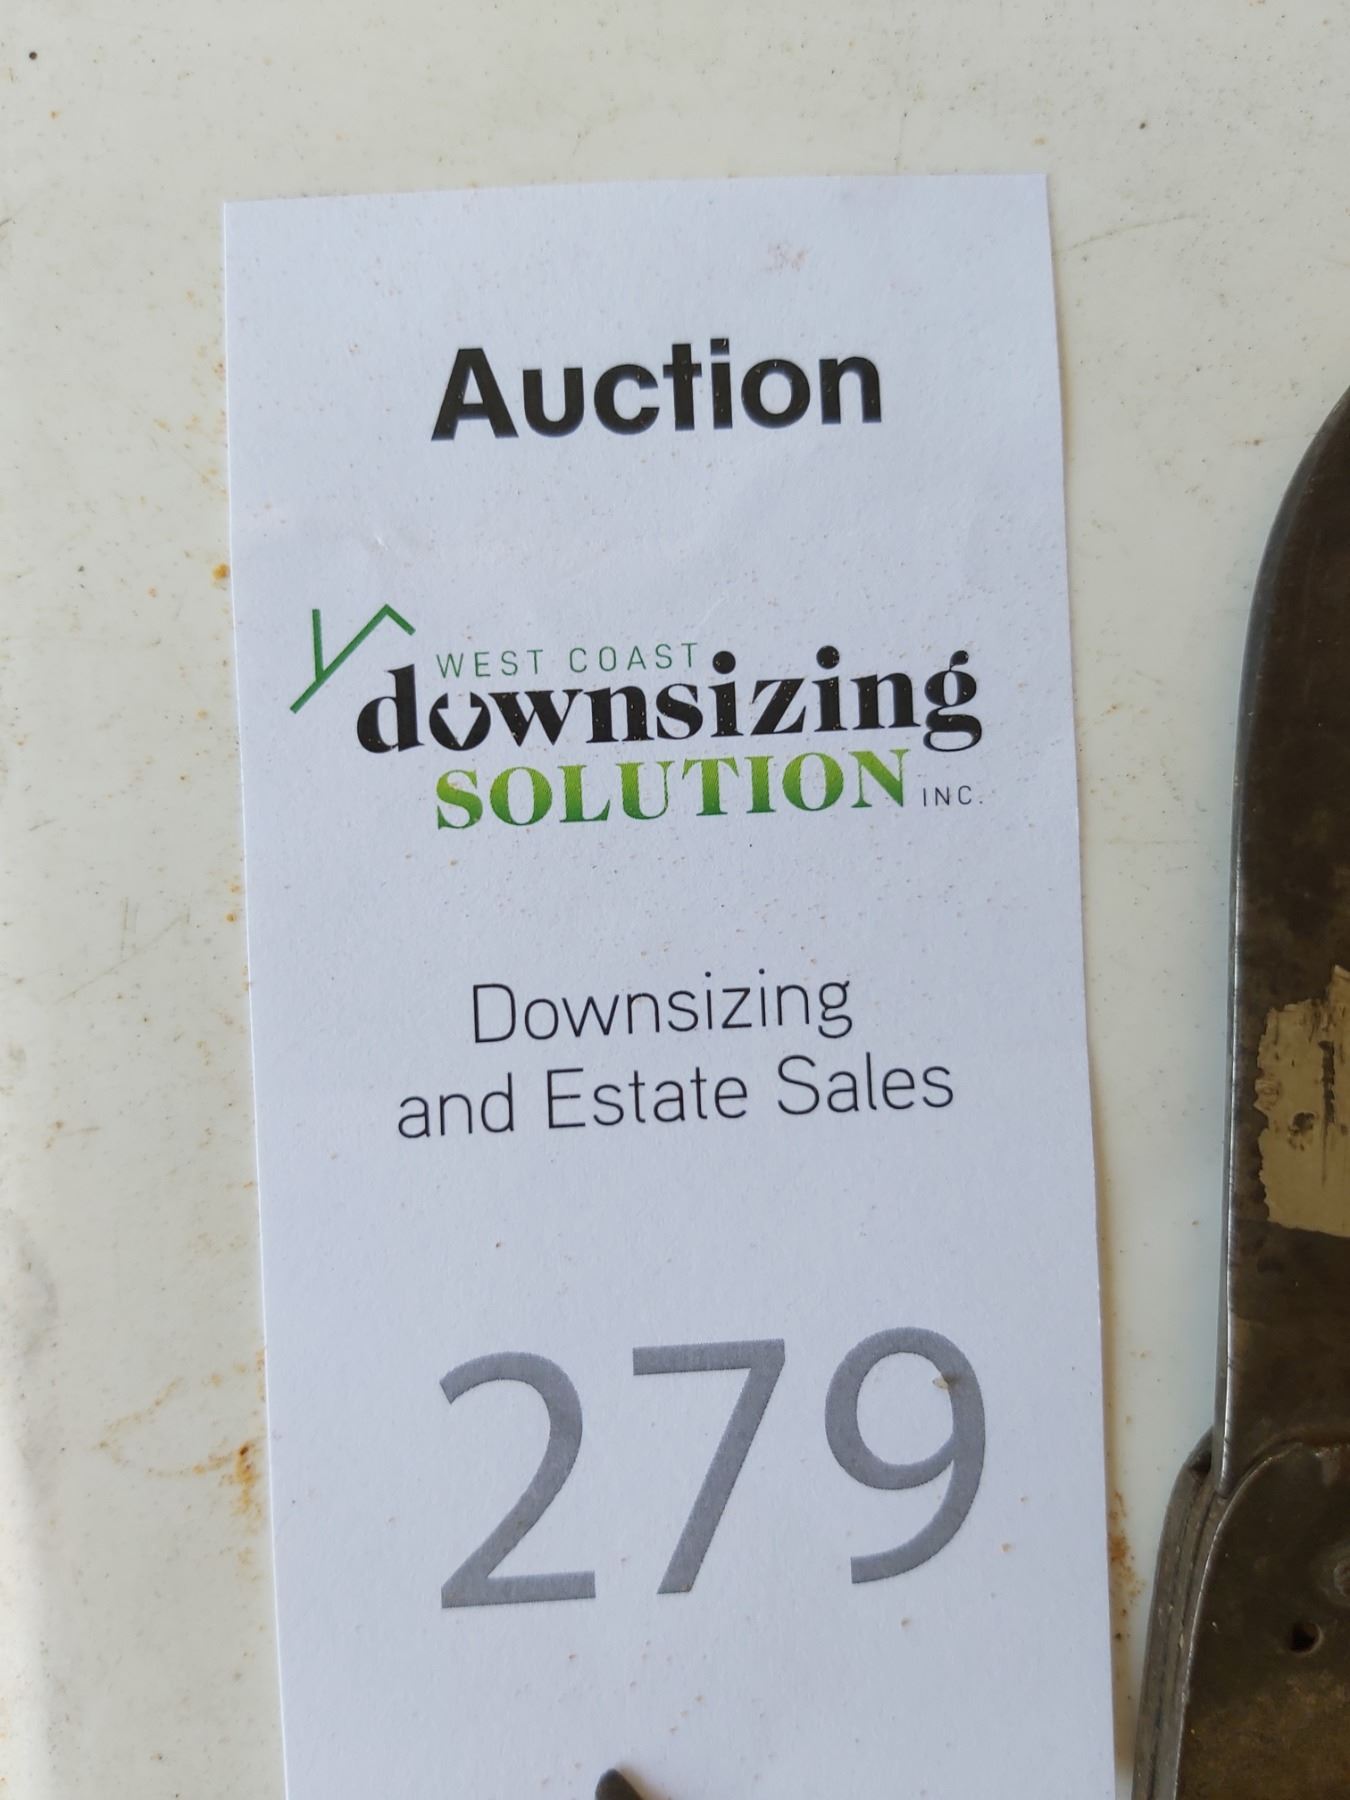 Auction
WEST COAST
downsizing
SOLUTION INC.
Downsizing
and Estate Sales
279